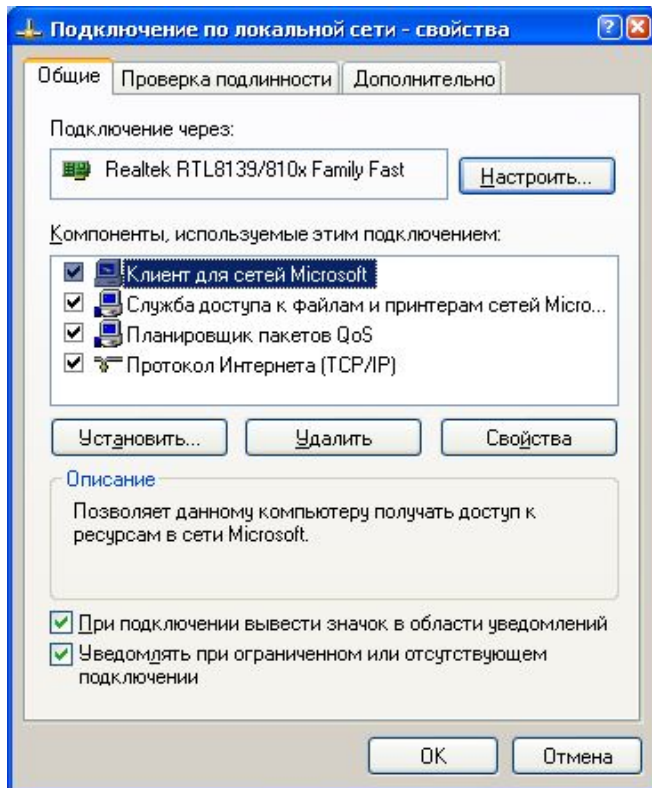 Подключение по локальной сети - свойства
Общие
Проверка подлинности
Дополнительно
Подключение через:
Realtek RTL8139/810x Family Fast
Настроить...
Компоненты, используемые этим подключением:
Клиент для сетей Microsoft
Служба доступа к файлам и принтерам сетей Micro...
Планировщик пакетов QoS
Протокол Интернета (TCP/IP)
Установить...
Удалить
Свойства
Описание
Позволяет данному компьютеру получать доступ к
ресурсам в сети Microsoft.
При подключении вывести значок в области уведомлений
Уведомлять при ограниченном или отсутствующем
подключении
OK
Отмена